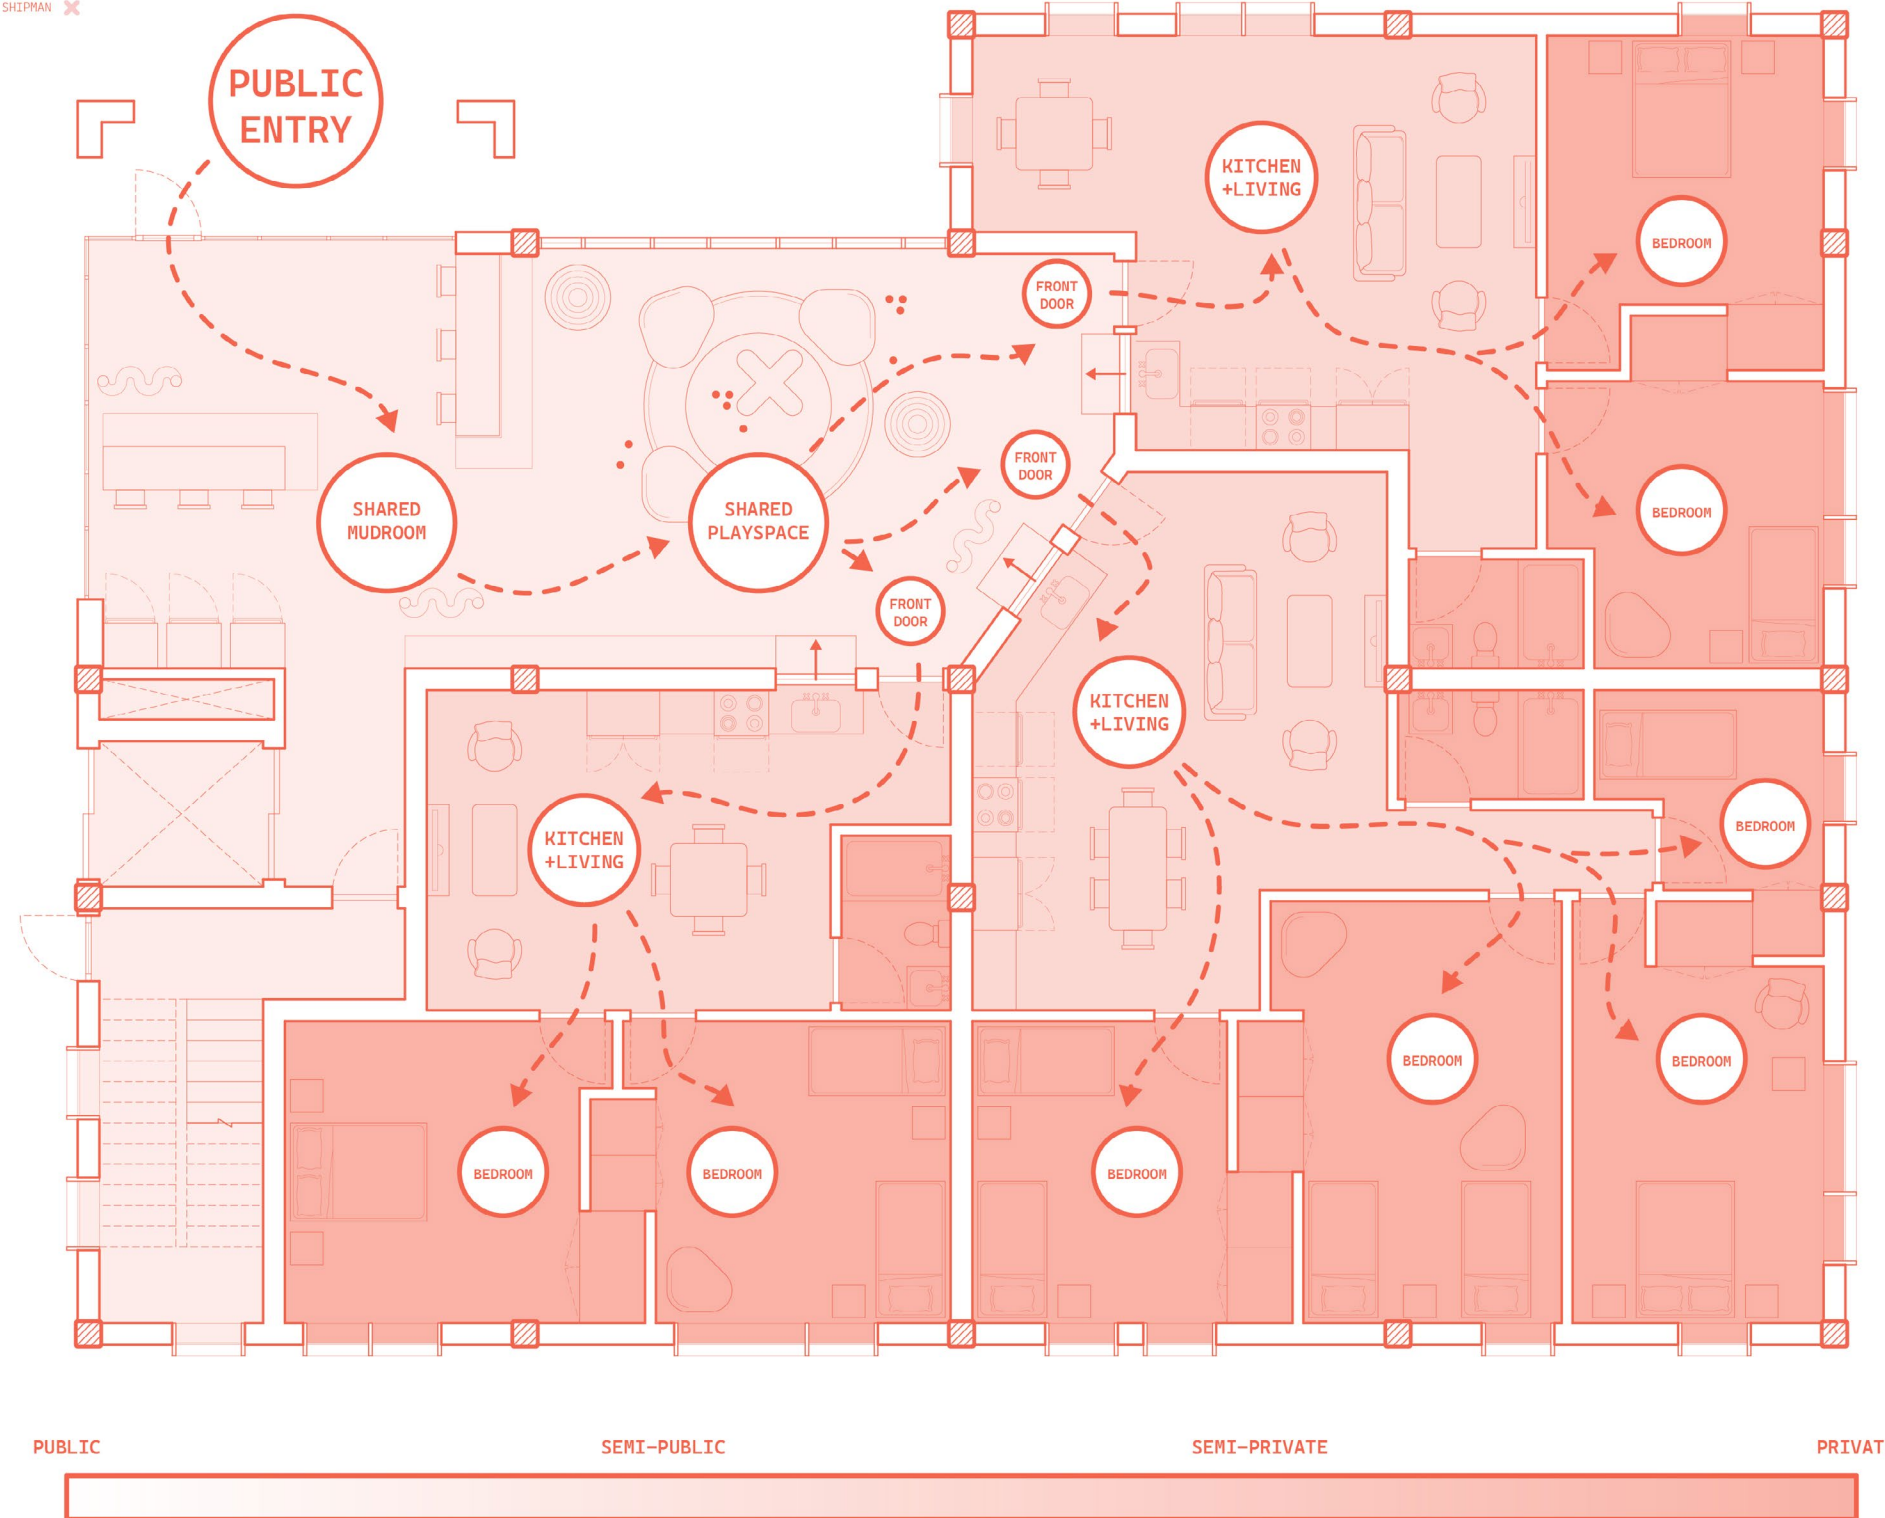 SHIPMAN
PUBLIC
ENTRY
KITCHEN
+LIVING
BEDROOM
FRONT
DOOR
FRONT
DOOR
BEDROOM
SHARED
MUDROOM
SHARED
PLAYSPACE
FRONT
DOOR
KITCHEN
+LIVING
BEDROOM
KITCHEN
+LIVING
BEDROOM
BEDROOM
BEDROOM
BEDROOM
BEDROOM
PUBLIC
SEMI-PUBLIC
SEMI-PRIVATE
PRIVAT